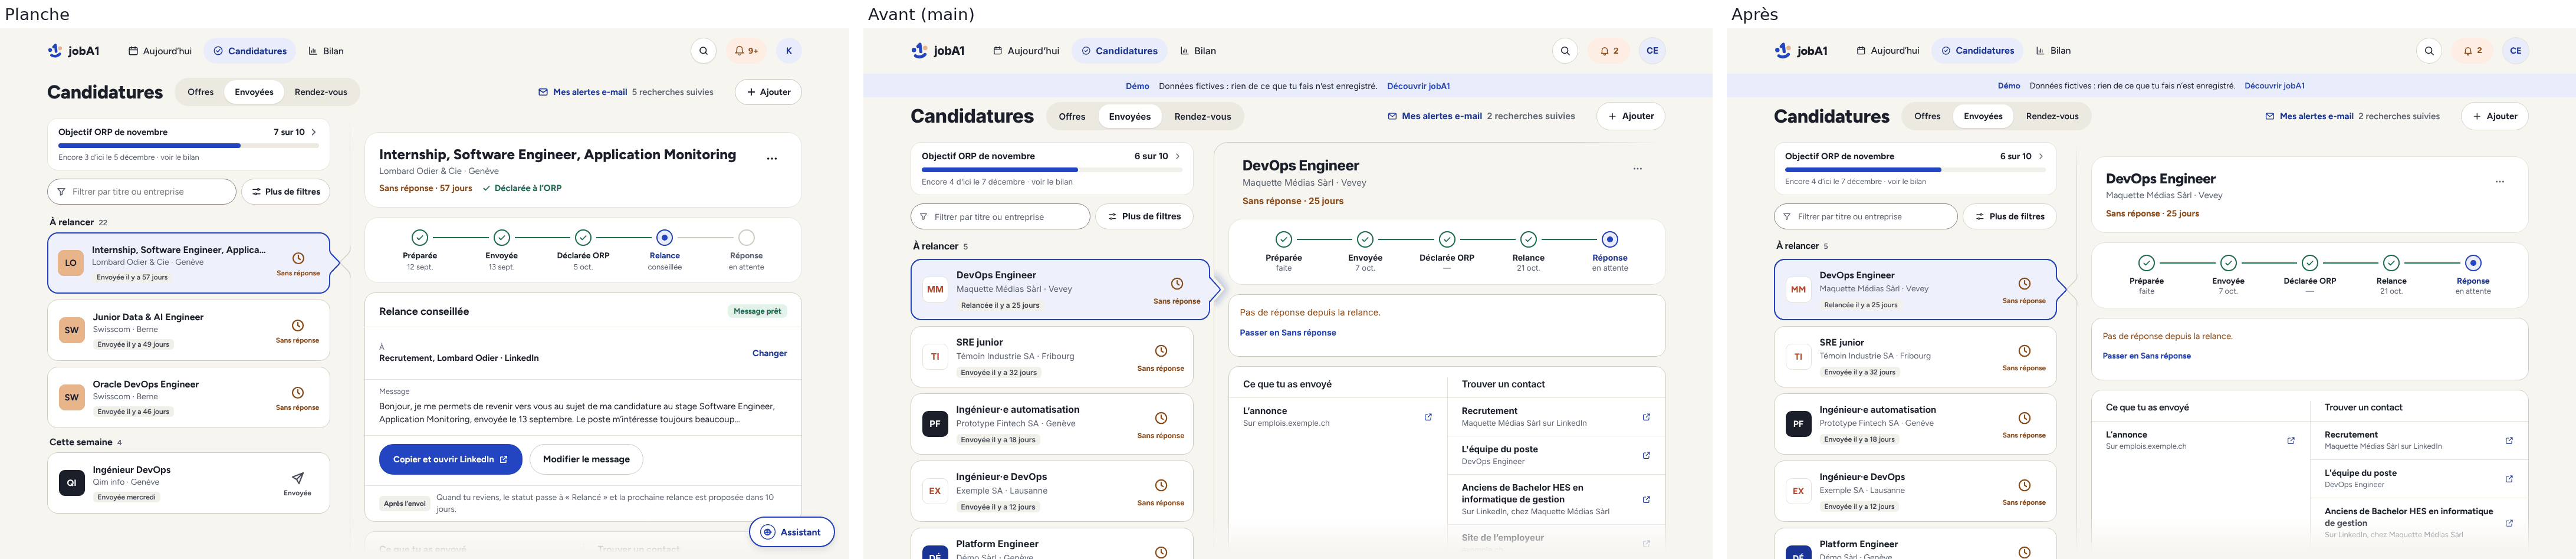 Planche
jobA1
Aujourd'hui
Candidatures
Bilan
9+
K
Candidatures
Offres
Envoyées
Rendez-vous
Mes alertes e-mail 5 recherches suivies
Ajouter
Objectif ORP de novembre
7 sur 10
Encore 3 d'ici le 5 décembre · voir le bilan
Filtrer par titre ou entreprise
Plus de filtres
À relancer 22
LO
Internship, Software Engineer, Applica...
Lombard Odier & Cie · Genève
Envoyée il y a 57 jours
Sans réponse
SW
Junior Data & AI Engineer
Swisscom · Berne
Envoyée il y a 49 jours
Sans réponse
SW
Oracle DevOps Engineer
Swisscom · Berne
Envoyée il y a 46 jours
Sans réponse
Cette semaine 4
QI
Ingénieur DevOps
Qim info · Genève
Envoyée mercredi
Envoyée
Internship, Software Engineer, Application Monitoring
Lombard Odier & Cie · Genève
Sans réponse · 57 jours
Déclarée à l'ORP
Préparée
12 sept.
Envoyée
13 sept.
Déclarée ORP
5 oct.
Relance
conseillée
Réponse
en attente
Relance conseillée
Message prêt
À
Recrutement, Lombard Odier · LinkedIn
Changer
Message
Bonjour, je me permets de revenir vers vous au sujet de ma candidature au stage Software Engineer,
Application Monitoring, envoyée le 13 septembre. Le poste m'intéresse toujours beaucoup...
Copier et ouvrir LinkedIn
Modifier le message
Après l'envoi
Quand tu reviens, le statut passe à « Relancé » et la prochaine relance est proposée dans 10
jours.
Ce que tu as envoyé
Trouver un contact
Assistant
Avant (main)
jobA1
Aujourd'hui
Candidatures
Bilan
2
CE
Démo Données fictives : rien de ce que tu fais n'est enregistré. Découvrir jobA1
Candidatures
Offres
Envoyées
Rendez-vous
Mes alertes e-mail 2 recherches suivies
Ajouter
Objectif ORP de novembre
6 sur 10
Encore 4 d'ici le 7 décembre · voir le bilan
Filtrer par titre ou entreprise
Plus de filtres
À relancer 5
MM
DevOps Engineer
Maquette Médias Sàrl · Vevey
Relancée il y a 25 jours
Sans réponse
TI
SRE junior
Témoin Industrie SA · Fribourg
Envoyée il y a 32 jours
Sans réponse
PF
Ingénieur·e automatisation
Prototype Fintech SA · Genève
Envoyée il y a 18 jours
Sans réponse
EX
Ingénieur·e DevOps
Exemple SA · Lausanne
Envoyée il y a 12 jours
Sans réponse
DÉ
Platform Engineer
Démo Sàrl · Genève
DevOps Engineer
Maquette Médias Sàrl · Vevey
Sans réponse · 25 jours
Préparée
faite
Envoyée
7 oct.
Déclarée ORP
—
Relance
21 oct.
Réponse
en attente
Pas de réponse depuis la relance.
Passer en Sans réponse
Ce que tu as envoyé
L'annonce
Sur emplois.exemple.ch
Trouver un contact
Recrutement
Maquette Médias Sàrl sur LinkedIn
L'équipe du poste
DevOps Engineer
Anciens de Bachelor HES en
informatique de gestion
Sur LinkedIn, chez Maquette Médias Sàrl
Site de l'employeur
Après
jobA1
Aujourd'hui
Candidatures
Bilan
2
CE
Démo Données fictives : rien de ce que tu fais n'est enregistré. Découvrir jobA1
Candidatures
Offres
Envoyées
Rendez-vous
Mes alertes e-mail 2 recherches suivies
Ajouter
Objectif ORP de novembre
6 sur 10
Encore 4 d'ici le 7 décembre · voir le bilan
Filtrer par titre ou entreprise
Plus de filtres
À relancer 5
MM
DevOps Engineer
Maquette Médias Sàrl · Vevey
Relancée il y a 25 jours
Sans réponse
TI
SRE junior
Témoin Industrie SA · Fribourg
Envoyée il y a 32 jours
Sans réponse
PF
Ingénieur·e automatisation
Prototype Fintech SA · Genève
Envoyée il y a 18 jours
Sans réponse
EX
Ingénieur·e DevOps
Exemple SA · Lausanne
Envoyée il y a 12 jours
Sans réponse
DÉ
Platform Engineer
Démo Sàrl · Genève
DevOps Engineer
Maquette Médias Sàrl · Vevey
Sans réponse · 25 jours
Préparée
faite
Envoyée
7 oct.
Déclarée ORP
—
Relance
21 oct.
Réponse
en attente
Pas de réponse depuis la relance.
Passer en Sans réponse
Ce que tu as envoyé
L'annonce
Sur emplois.exemple.ch
Trouver un contact
Recrutement
Maquette Médias Sàrl sur LinkedIn
L'équipe du poste
DevOps Engineer
Anciens de Bachelor HES en informatique
de gestion
Sur LinkedIn, chez Maquette Médias Sàrl